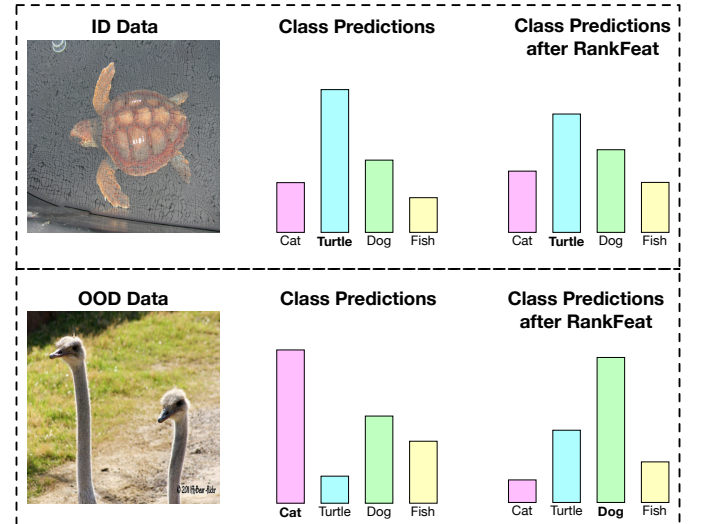 ID Data
Class Predictions
Class Predictions
after RankFeat
Cat Turtle Dog Fish
Cat Turtle Dog Fish
OOD Data
Class Predictions
Class Predictions
after RankFeat
Cat Turtle Dog Fish
Cat Turtle Dog Fish